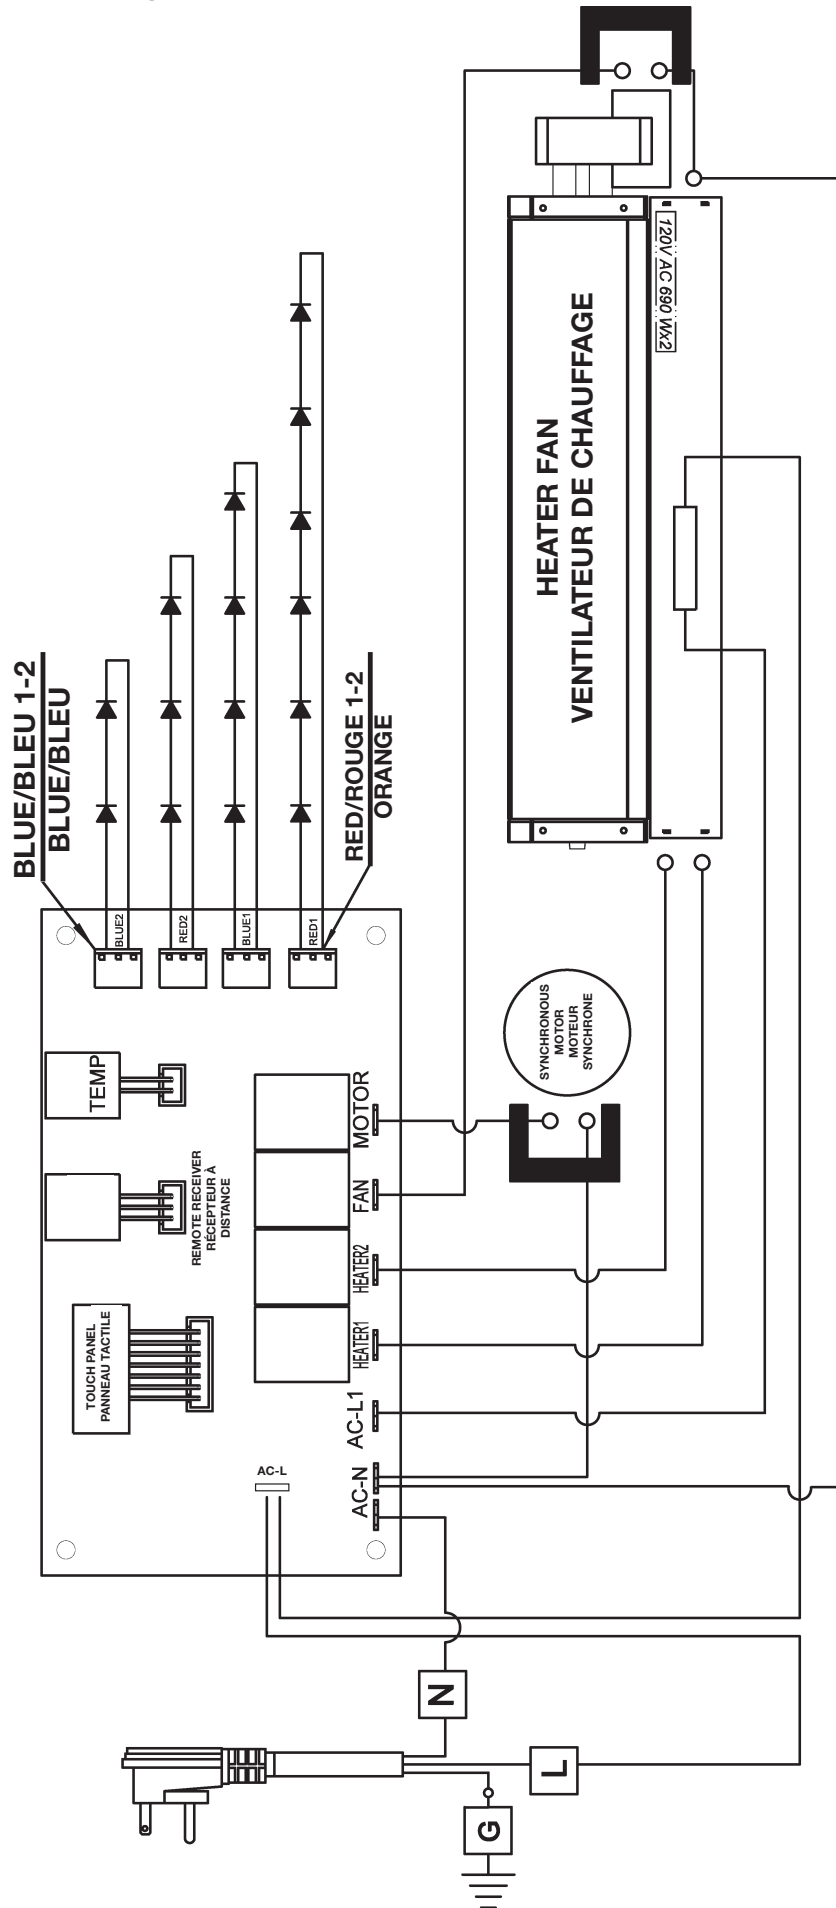 120V AC 690 Wx2
HEATER FAN
VENTILATEUR DE CHAUFFAGE
BLUE/BLEU 1-2
BLUE/BLEU
RED/ROUGE 1-2
ORANGE
BLUE2
RED2
BLUE1
RED1
TEMP
REMOTE RECEIVER
RÉCEPTEUR À
DISTANCE
TOUCH PANEL
PANNEAU TACTILE
SYNCHRONOUS
MOTOR
MOTEUR
SYNCHRONE
MOTOR
FAN
HEATER2
HEATER1
AC-L1
AC-L
AC-N
N
L
G